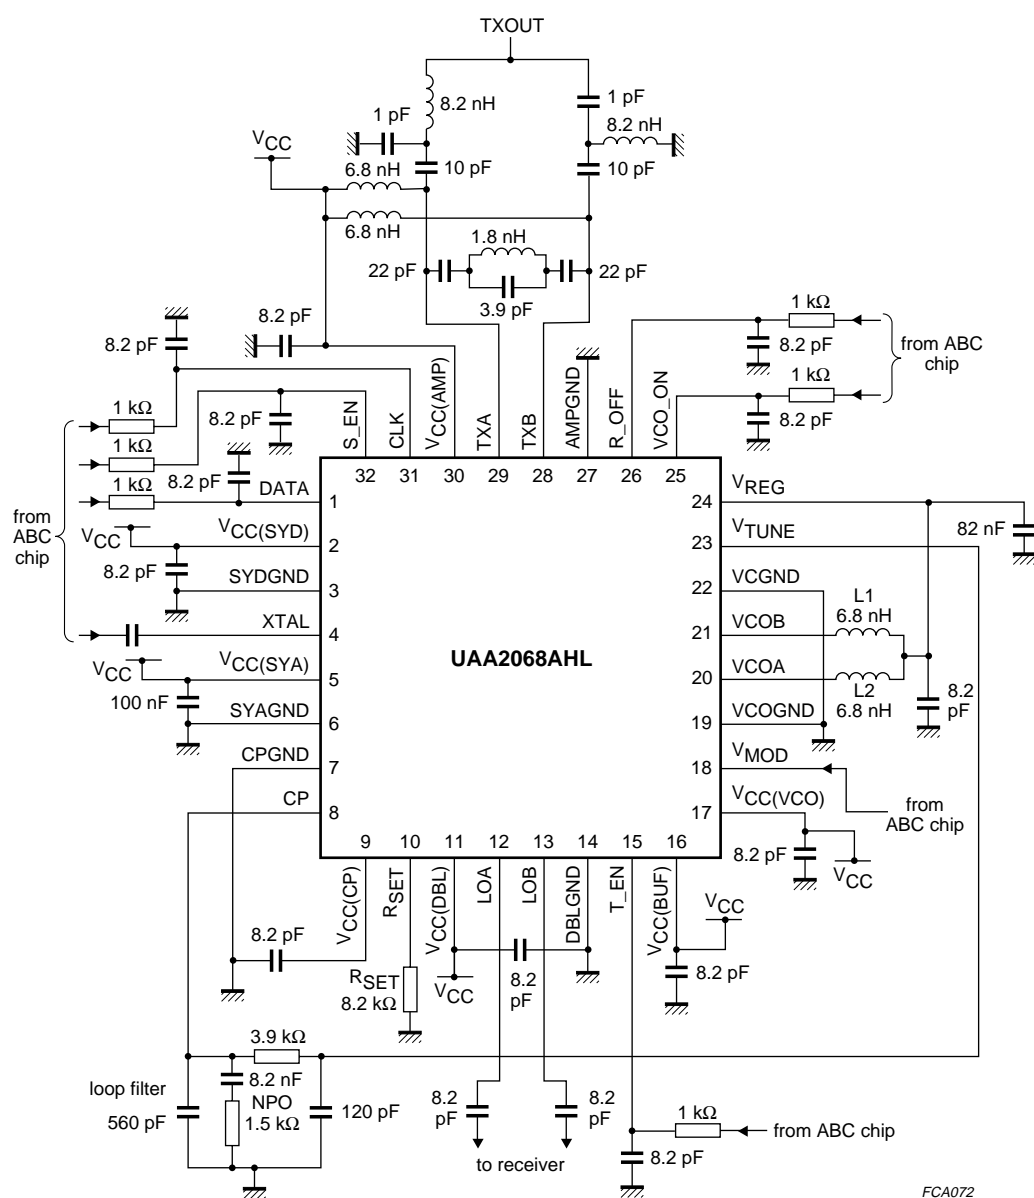 TXOUT
8.2 nH
1 pF
1 pF
8.2 nH
VCC
10 pF
10 pF
6.8 nH
6.8 nH
1.8 nH
22 pF
22 pF
3.9 pF
8.2 pF
8.2 pF
1 kΩ
8.2 pF
from ABC
chip
1 kΩ
8.2 pF
1 kΩ
1 kΩ
1 kΩ
8.2 pF
8.2 pF
S_EN
CLK
VCC(AMP)
TXA
TXB
AMPGND
R_OFF
VCO_ON
32
31
30
29
28
27
26
25
from
ABC
chip
DATA
1
VCC
VCC(SYD)
2
8.2 pF
SYDGND
3
XTAL
4
VCC
VCC(SYA)
5
100 nF
SYAGND
6
CPGND
7
CP
8
UAA2068AHL
24
VREG
82 nF
23
VTUNE
22
VCGND
21
VCOB
L1
6.8 nH
20
VCOA
L2
6.8 nH
8.2
pF
19
VCOGND
18
VMOD
from
ABC chip
17
VCC(VCO)
8.2 pF
VCC
9
10
11
12
13
14
15
16
VCC(CP)
RSET
VCC(DBL)
LOA
LOB
DBLGND
T_EN
VCC(BUF)
8.2 pF
RSET
8.2 kΩ
VCC
8.2
pF
VCC
8.2 pF
3.9 kΩ
loop filter
560 pF
8.2 nF
NPO
1.5 kΩ
120 pF
8.2
pF
8.2
pF
to receiver
1 kΩ
from ABC chip
8.2 pF
FCA072